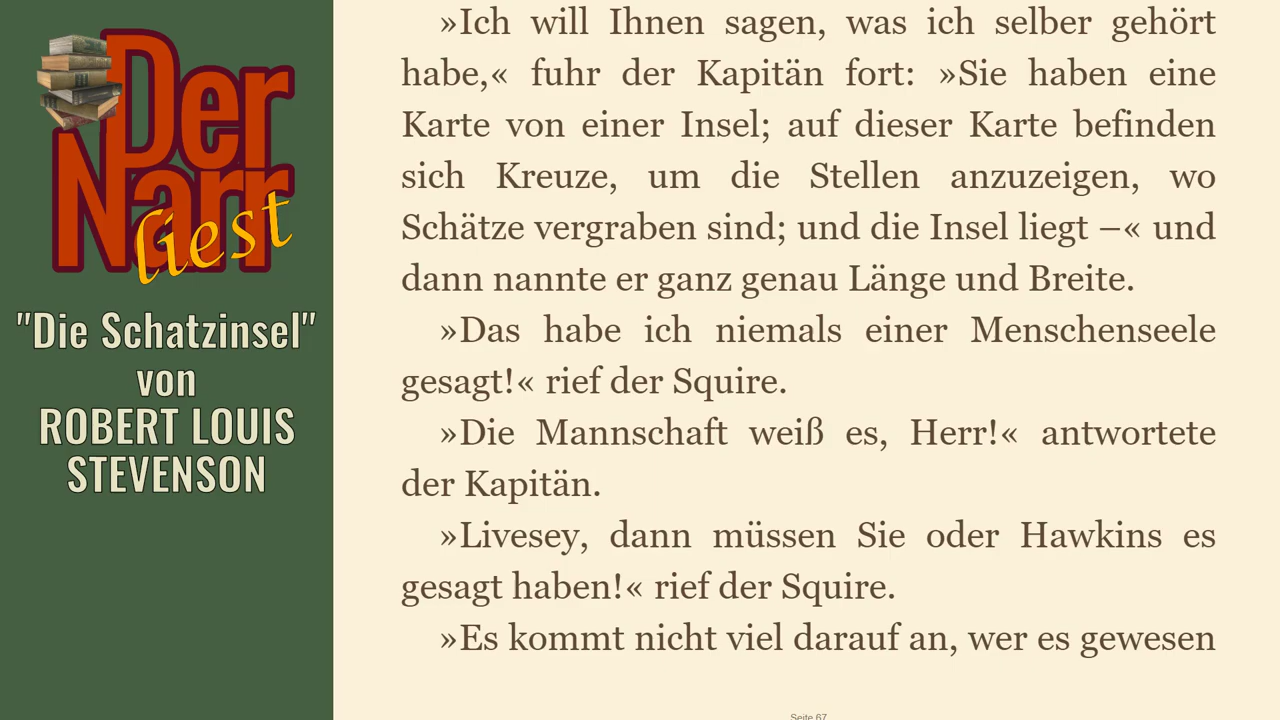 Der
Narr
liest
"Die Schatzinsel"
von
ROBERT LOUIS
STEVENSON
»Ich will Ihnen sagen, was ich selber gehört
habe,« fuhr der Kapitän fort: »Sie haben eine
Karte von einer Insel; auf dieser Karte befinden
sich Kreuze, um die Stellen anzuzeigen, wo
Schätze vergraben sind; und die Insel liegt –« und
dann nannte er ganz genau Länge und Breite.
»Das habe ich niemals einer Menschenseele
gesagt!« rief der Squire.
»Die Mannschaft weiß es, Herr!« antwortete
der Kapitän.
»Livesey, dann müssen Sie oder Hawkins es
gesagt haben!« rief der Squire.
»Es kommt nicht viel darauf an, wer es gewesen
Seite 67